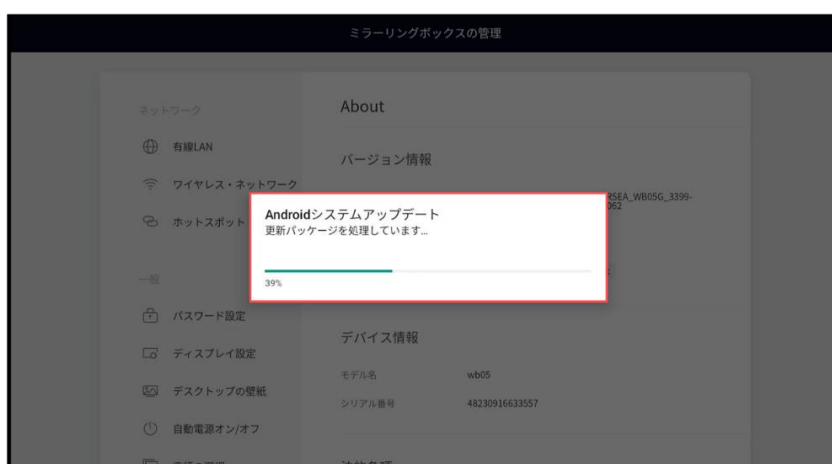 ミラーリングボックスの管理
ネットワーク
有線LAN
ワイヤレス・ネットワーク
ホットスポット
一般
パスワード設定
ディスプレイ設定
デスクトップの壁紙
自動電源オン/オフ
About
バージョン情報
RSEA_WB05G_3399-
062
Androidシステムアップデート
更新パッケージを処理しています...
39%
デバイス情報
モデル名 wb05
シリアル番号 48230916633557